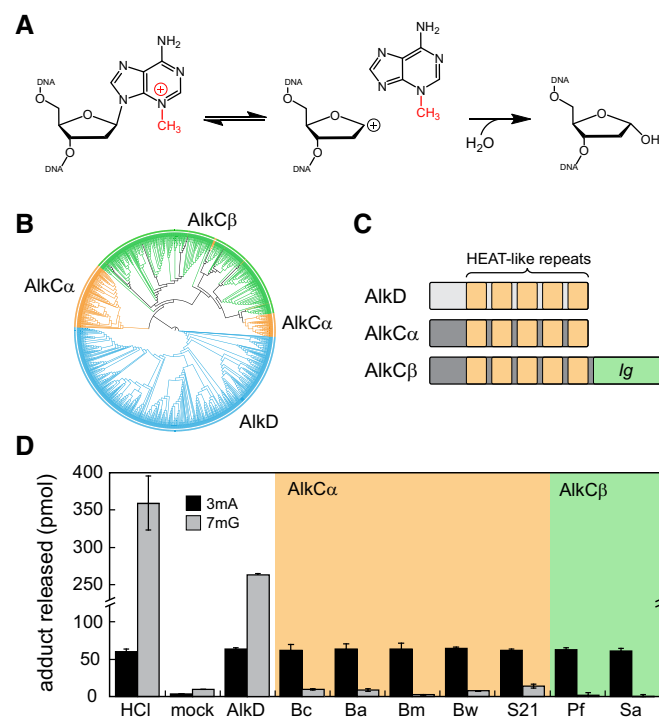 A
DNA
O
O
O
DNA
N
N
N
N
NH₂
⊕
CH₃
DNA
O
O
O
DNA
⊕
N
N
N
N
NH₂
CH₃
H₂O
DNA
O
O
O
DNA
OH
B
AlkCβ
AlkCα
AlkCα
AlkD
C
HEAT-like repeats
AlkD
AlkCα
AlkCβ
Ig
D
adduct released (pmol)
400
350
300
250
100
50
0
3mA
7mG
AlkCα
AlkCβ
HCl mock AlkD Bc Ba Bm Bw S21 Pf Sa